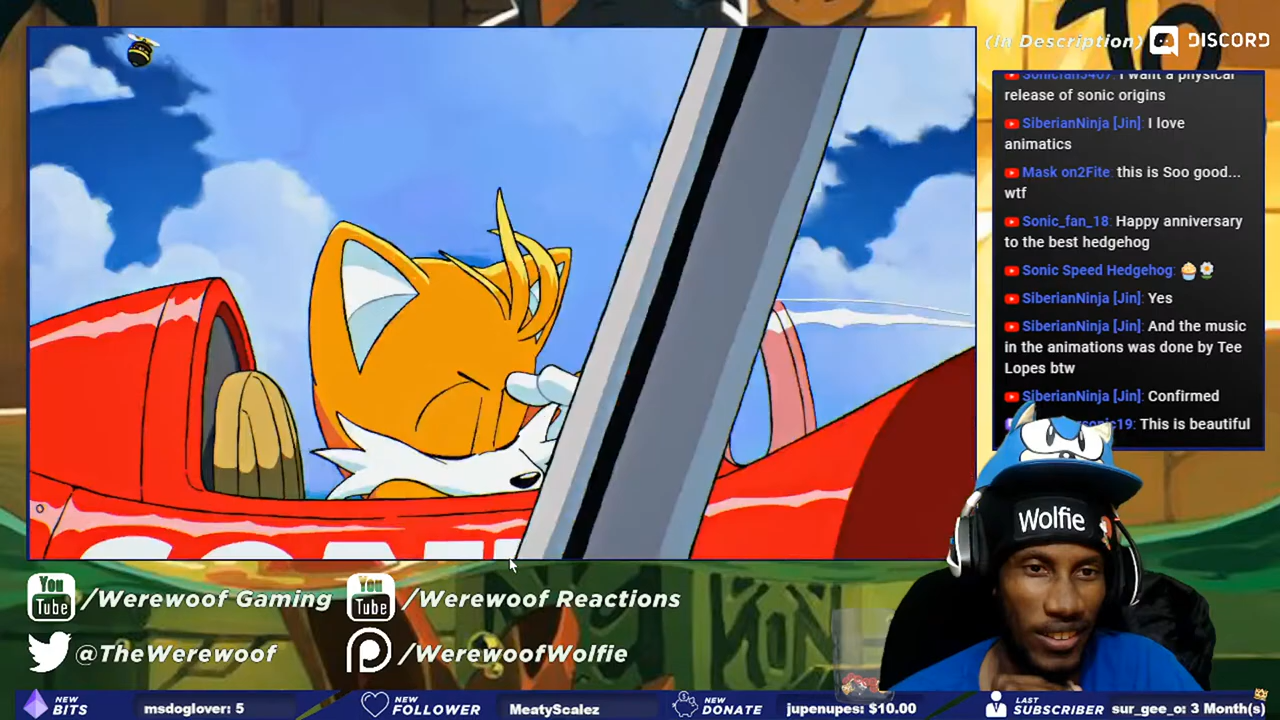 (In Description) DISCORD
I want a physical
release of sonic origins
SiberianNinja [Jin]: I love
animatics
Mask on2Fite: this is Soo good...
wtf
Sonic_fan_18: Happy anniversary
to the best hedgehog
Sonic Speed Hedgehog: 🧁🌼
SiberianNinja [Jin]: Yes
SiberianNinja [Jin]: And the music
in the animations was done by Tee
Lopes btw
SiberianNinja [Jin]: Confirmed
This is beautiful
Wolfie
You Tube /Werewoof Gaming
You Tube /Werewoof Reactions
@TheWerewoof
/WerewoofWolfie
NEW BITS
msdoglover: 5
NEW FOLLOWER
MeatyScalez
NEW DONATE
jupenupes: $10.00
LAST SUBSCRIBER
sur_gee_o: 3 Month(s)